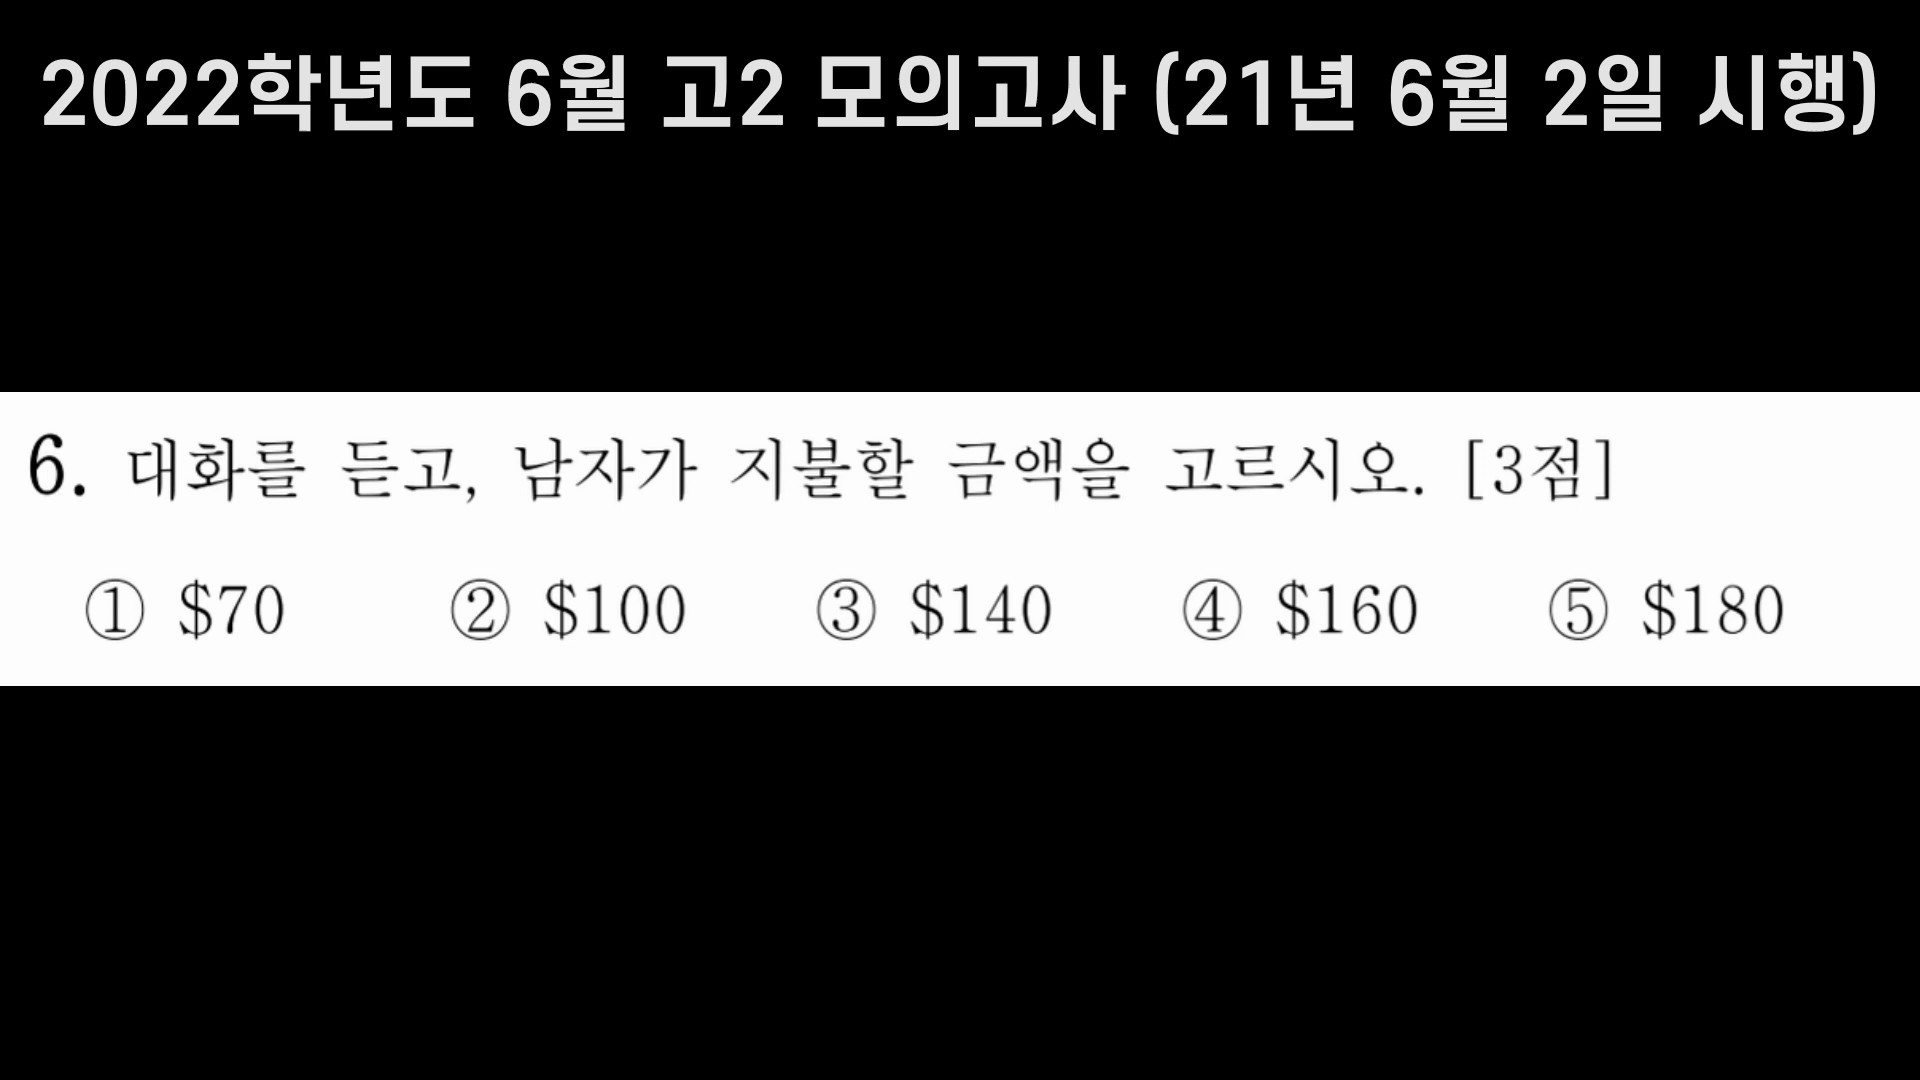 2022학년도 6월 고2 모의고사 (21년 6월 2일 시행)
6. 대화를 듣고, 남자가 지불할 금액을 고르시오. [3점]
① $70 ② $100 ③ $140 ④ $160 ⑤ $180